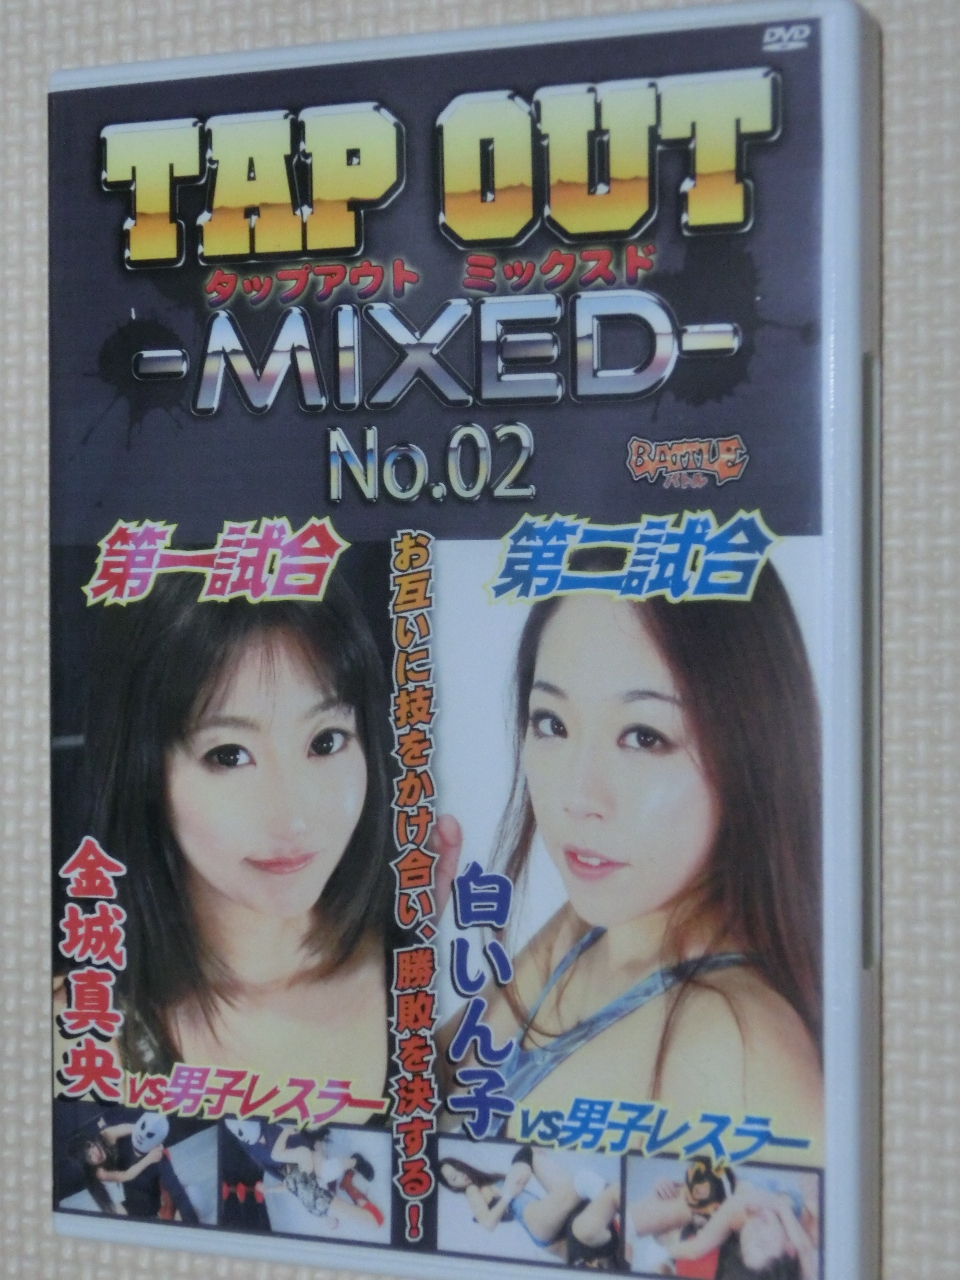 DVD
TAP OUT
タップアウト ミックスド
-MIXED-
No.02
BATTLE
バトル
第一試合
第二試合
お互いに技をかけ合い、勝敗を決する！
金城真央
vs男子レスラー
白いん子
vs男子レスラー